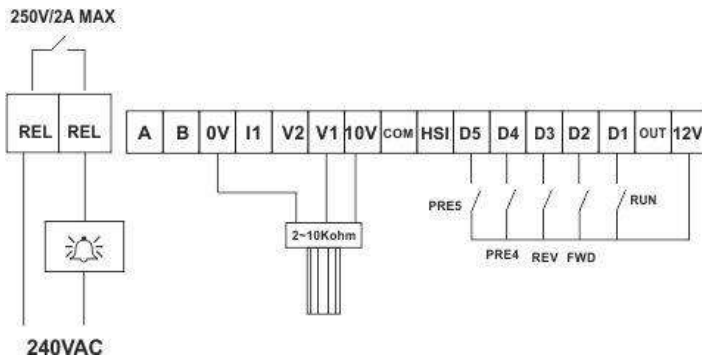 250V/2A MAX
REL REL A B 0V I1 V2 V1 10V COM HSI D5 D4 D3 D2 D1 OUT 12V
PRE5 RUN
2~10Kohm
PRE4 REV FWD
240VAC